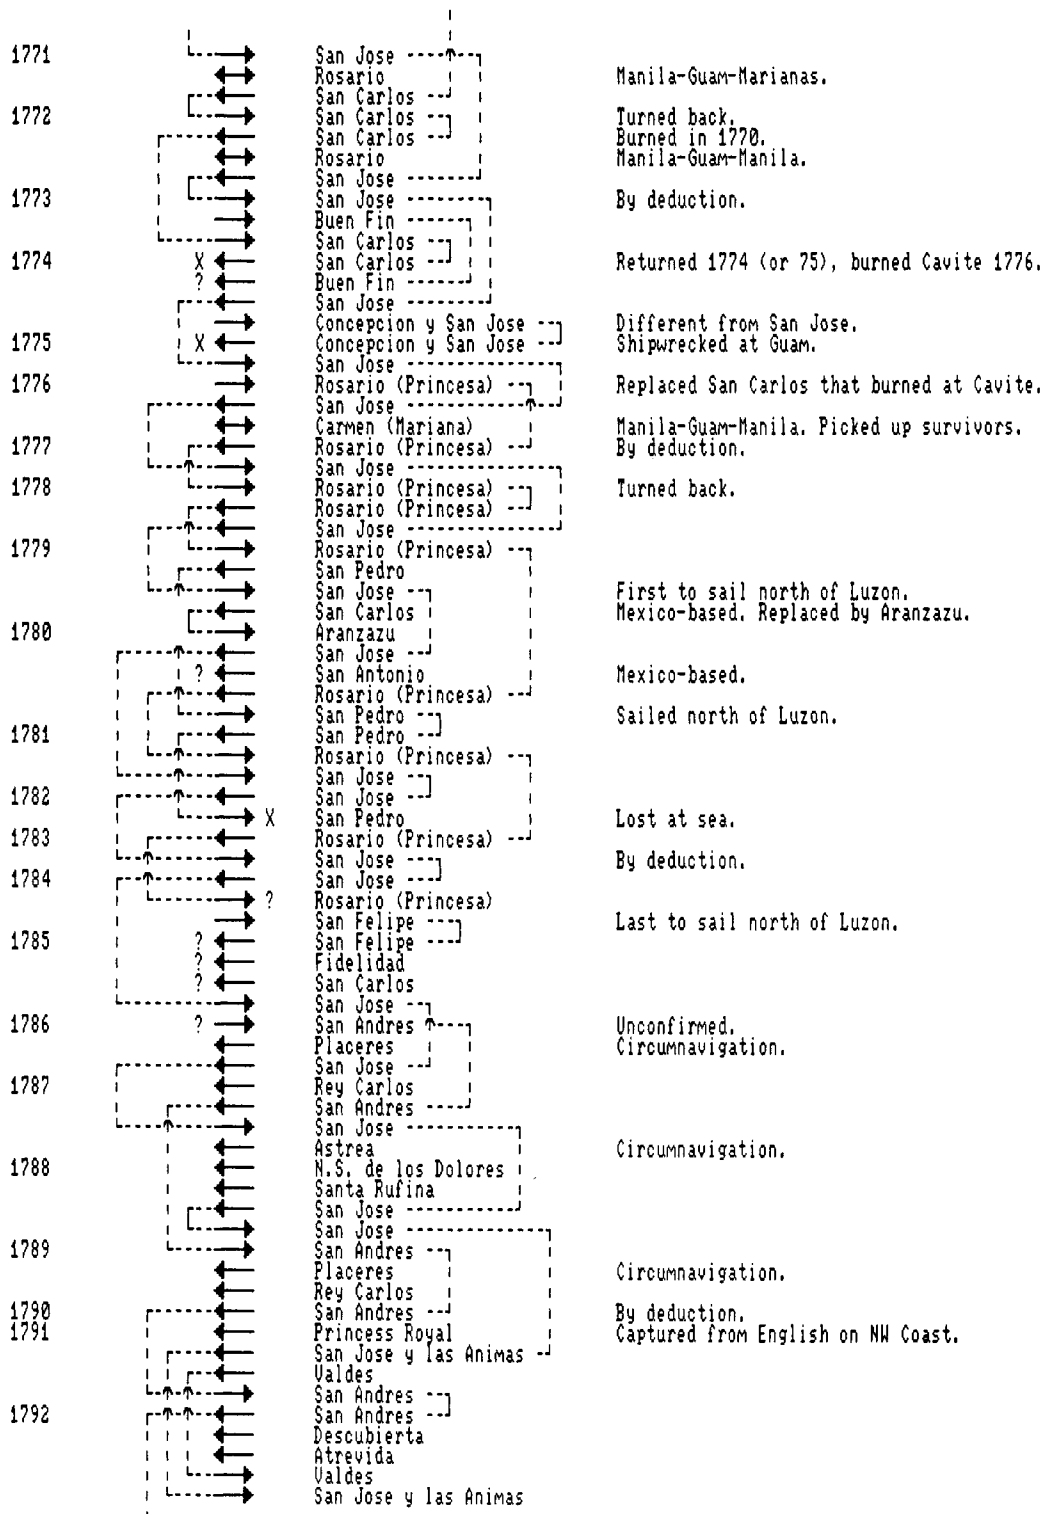 1771 San Jose
Rosario Manila-Guam-Marianas.
San Carlos
1772 San Carlos Turned back.
San Carlos Burned in 1770.
Rosario Manila-Guam-Manila.
San Jose
1773 San Jose By deduction.
Buen Fin
San Carlos
1774 X San Carlos Returned 1774 (or 75), burned Cavite 1776.
? Buen Fin
San Jose
Concepcion y San Jose Different from San Jose.
1775 X Concepcion y San Jose Shipwrecked at Guam.
San Jose
1776 Rosario (Princesa) Replaced San Carlos that burned at Cavite.
San Jose
Carmen (Mariana) Manila-Guam-Manila. Picked up survivors.
1777 Rosario (Princesa) By deduction.
San Jose
1778 Rosario (Princesa) Turned back.
Rosario (Princesa)
San Jose
1779 Rosario (Princesa)
San Pedro
San Jose First to sail north of Luzon.
San Carlos Mexico-based. Replaced by Aranzazu.
1780 Aranzazu
San Jose
? San Antonio Mexico-based.
Rosario (Princesa)
San Pedro Sailed north of Luzon.
1781 San Pedro
Rosario (Princesa)
San Jose
1782 San Jose
X San Pedro Lost at sea.
1783 Rosario (Princesa)
San Jose By deduction.
1784 San Jose
? Rosario (Princesa)
San Felipe Last to sail north of Luzon.
1785 ? San Felipe
? Fidelidad
? San Carlos
San Jose
1786 ? San Andres Unconfirmed.
Placeres Circumnavigation.
San Jose
1787 Rey Carlos
San Andres
San Jose
Astrea Circumnavigation.
1788 N.S. de los Dolores
Santa Rufina
San Jose
San Jose
1789 San Andres
Placeres Circumnavigation.
Rey Carlos
1790 San Andres By deduction.
1791 Princess Royal Captured from English on NW Coast.
San Jose y las Animas
Valdes
San Andres
1792 San Andres
Descubierta
Atrevida
Valdes
San Jose y las Animas